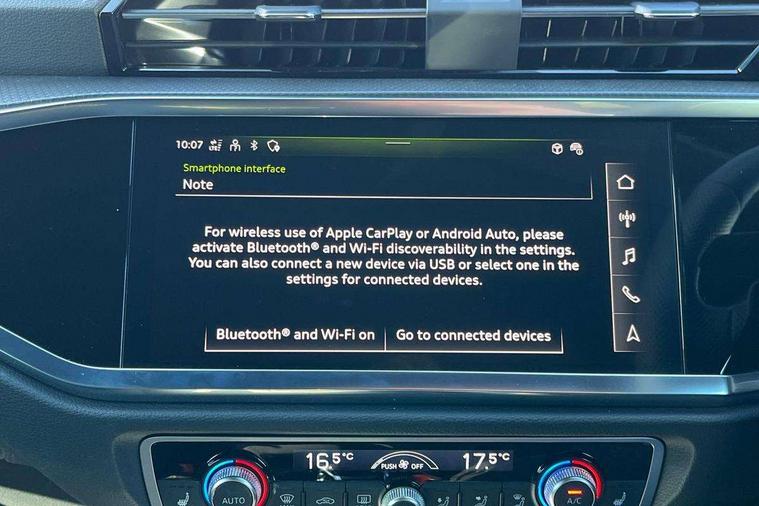 10:07 LTE
Smartphone interface
Note
For wireless use of Apple CarPlay or Android Auto, please
activate Bluetooth® and Wi-Fi discoverability in the settings.
You can also connect a new device via USB or select one in the
settings for connected devices.
Bluetooth® and Wi-Fi on
Go to connected devices
16.5°C
PUSH OFF
17.5°C
AUTO
A/C